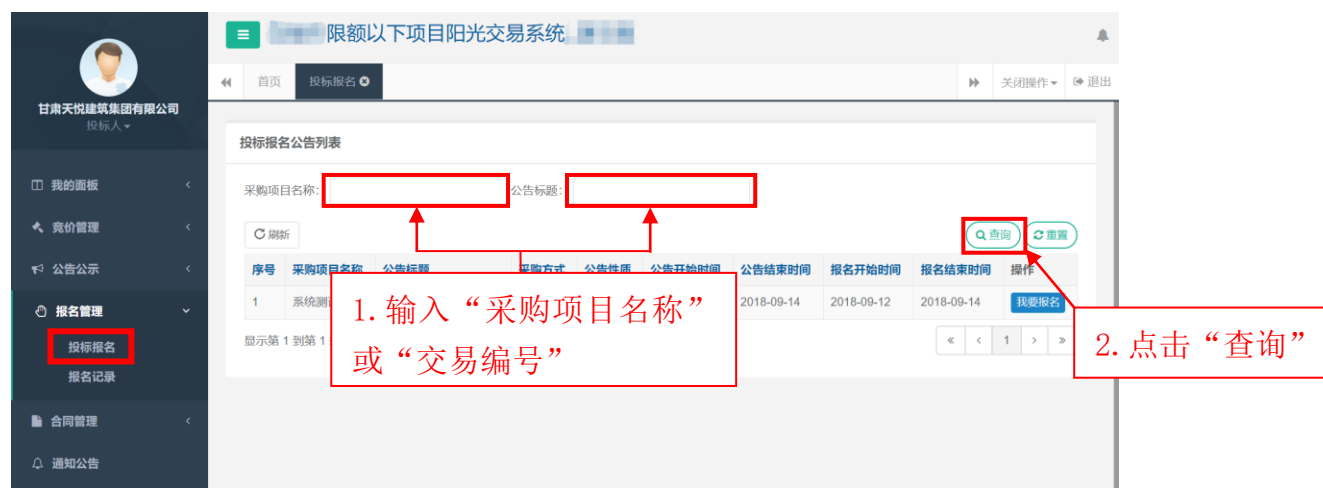 限额以下项目阳光交易系统
首页 投标报名 关闭操作 退出
甘肃天悦建筑集团有限公司
投标人
我的面板
竞价管理
公告公示
报名管理
投标报名
报名记录
合同管理
通知公告
投标报名公告列表
采购项目名称: 公告标题:
刷新 查询 重置
序号 采购项目名称 公告标题 采购方式 公告性质 公告开始时间 公告结束时间 报名开始时间 报名结束时间 操作
1 系统测 2018-09-14 2018-09-12 2018-09-14 我要报名
显示第 1 到第 1
« ‹ 1 › »
1.输入“采购项目名称”
或“交易编号”
2.点击“查询”